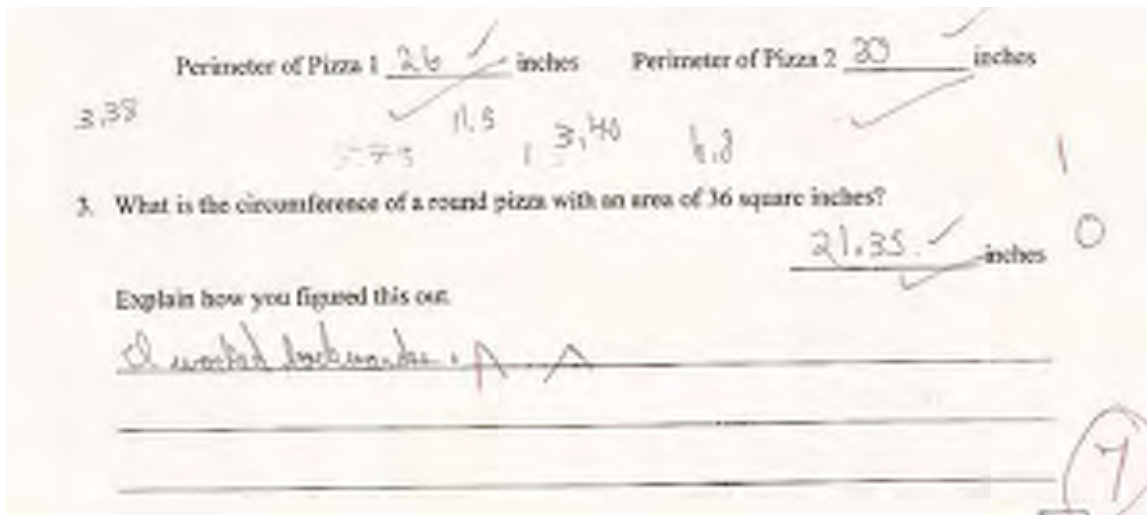 Perimeter of Pizza 1 26 inches Perimeter of Pizza 2 30 inches
3.38 11.5 3.40 6.8
1
3. What is the circumference of a round pizza with an area of 36 square inches?
21.35 inches 0
Explain how you figured this out.
I worked backwards.
7